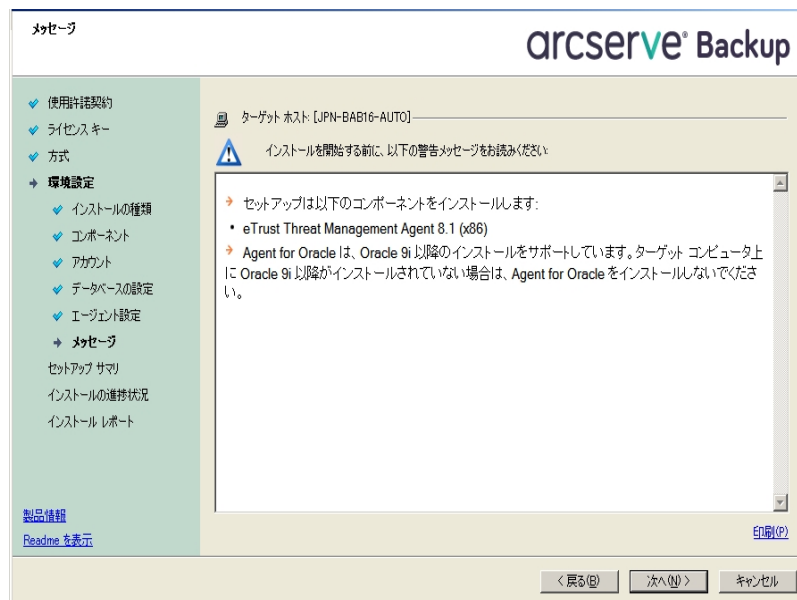 メッセージ
arcserve® Backup
使用許諾契約
ライセンス キー
方式
環境設定
インストールの種類
コンポーネント
アカウント
データベースの設定
エージェント設定
メッセージ
セットアップ サマリ
インストールの進捗状況
インストール レポート
製品情報
Readme を表示
ターゲット ホスト: [JPN-BAB16-AUTO]
インストールを開始する前に、以下の警告メッセージをお読みください:
セットアップは以下のコンポーネントをインストールします:
• eTrust Threat Management Agent 8.1 (x86)
Agent for Oracle は、Oracle 9i 以降のインストールをサポートしています。ターゲット コンピュータ上
に Oracle 9i 以降がインストールされていない場合は、Agent for Oracle をインストールしないでくださ
い。
印刷(P)
< 戻る(B)
次へ(N) >
キャンセル